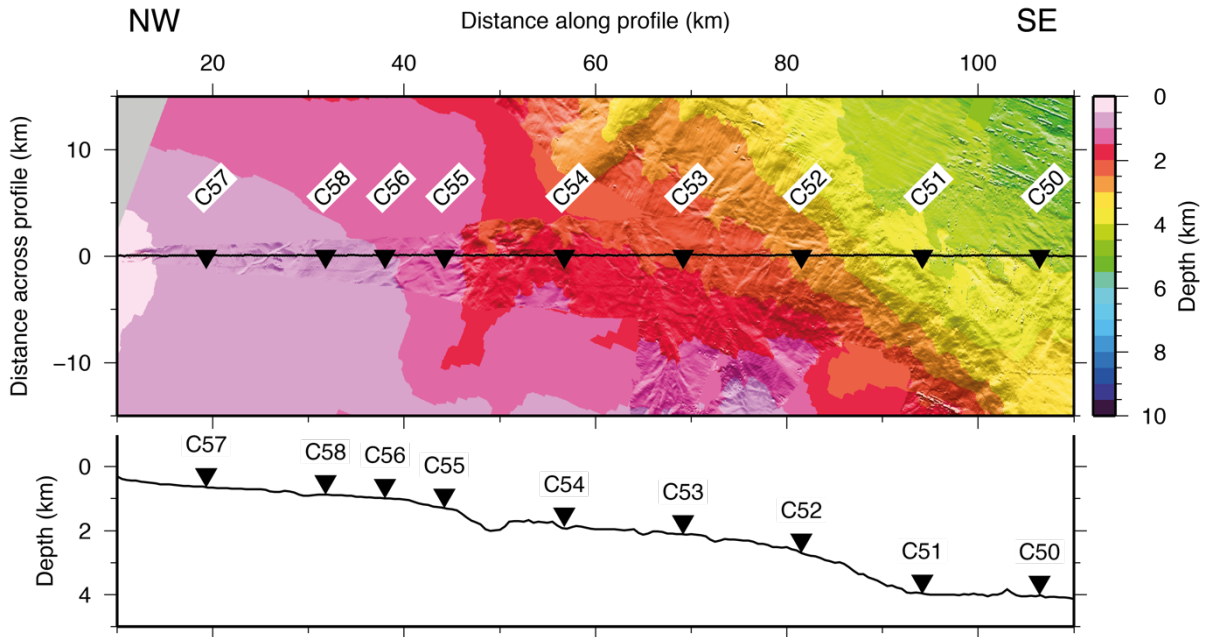 NW
Distance along profile (km)
SE
20
40
60
80
100
Distance across profile (km)
10
0
−10
C57
C58
C56
C55
C54
C53
C52
C51
C50
0
2
4
6
8
10
Depth (km)
Depth (km)
0
2
4
C57
C58
C56
C55
C54
C53
C52
C51
C50